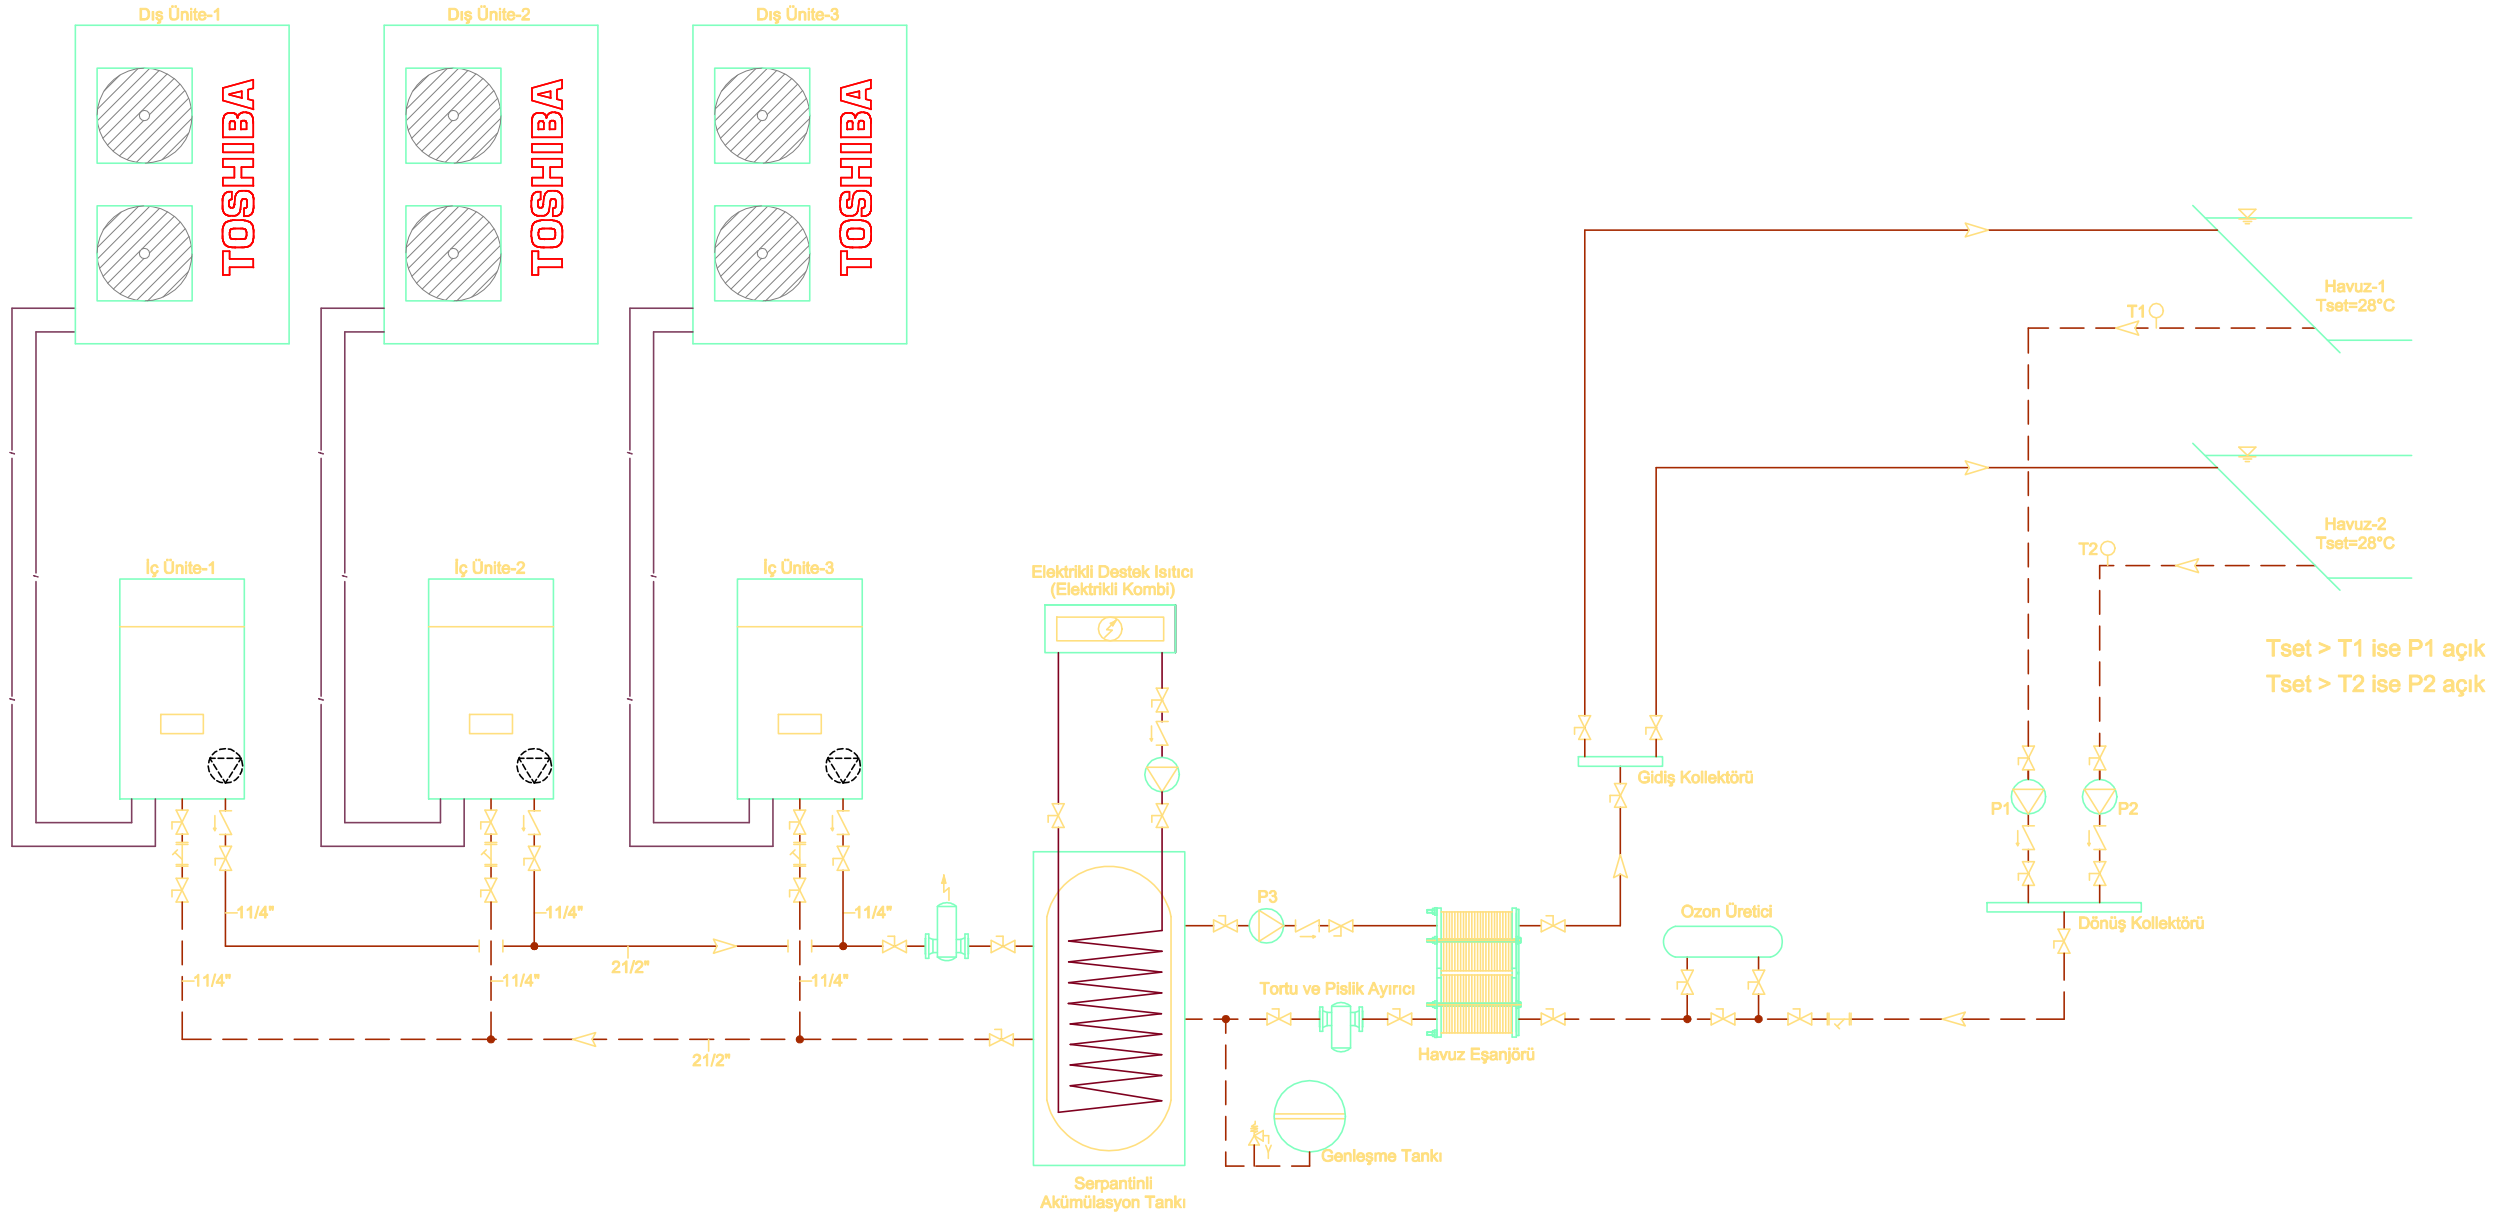 Dış Ünite-1
Dış Ünite-2
Dış Ünite-3
TOSHIBA
TOSHIBA
TOSHIBA
Havuz-1
Tset=28°C
T1
Havuz-2
Tset=28°C
T2
İç Ünite-1
İç Ünite-2
İç Ünite-3
Elektrikli Destek Isıtıcı
(Elektrikli Kombi)
Tset > T1 ise P1 açık
Tset > T2 ise P2 açık
Gidiş Kollektörü
P1
P2
P3
11/4"
11/4"
11/4"
Ozon Üretici
Dönüş Kollektörü
21/2"
11/4"
11/4"
11/4"
Tortu ve Pislik Ayırıcı
21/2"
Havuz Eşanjörü
Genleşme Tankı
Serpantinli
Akümülasyon Tankı